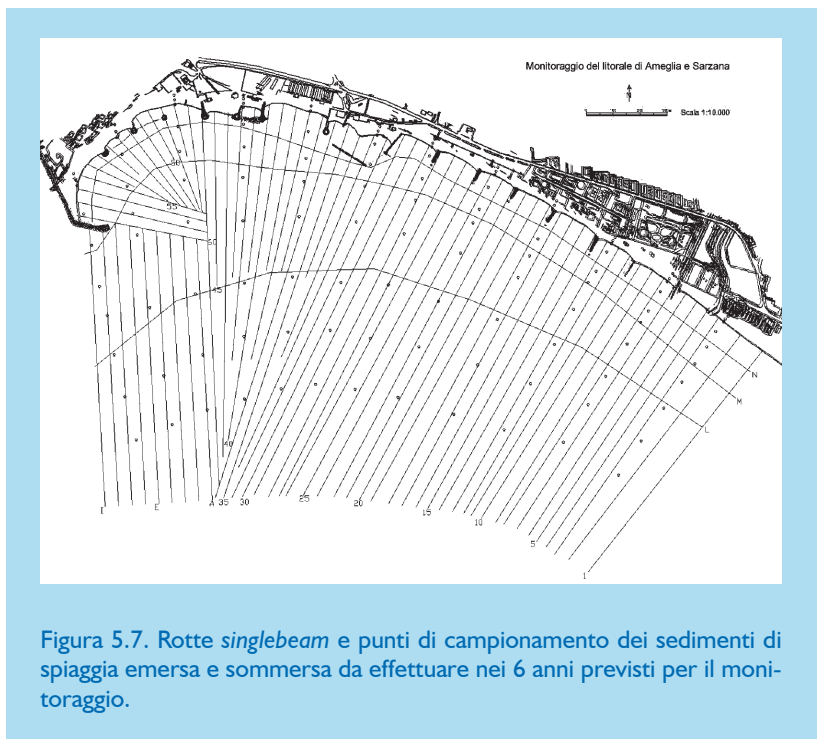 Monitoraggio del litorale di Ameglia e Sarzana
N
Scala 1:10.000
60
55
50
45
40
N
M
L
I
E
A
35
30
25
20
15
10
5
1
Figura 5.7. Rotte singlebeam e punti di campionamento dei sedimenti di
spiaggia emersa e sommersa da effettuare nei 6 anni previsti per il moni-
toraggio.